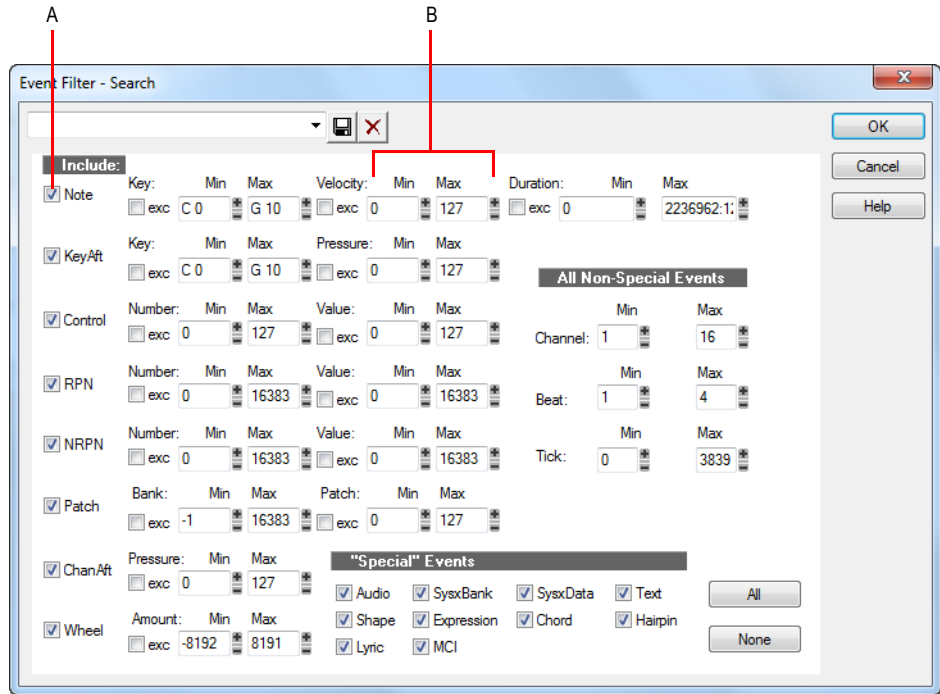 A B
Event Filter - Search
OK
Include:
Cancel
Key: Min Max Velocity: Min Max Duration: Min Max
Note exc C 0 G 10 exc 0 127 exc 0 2236962:1
Help
Key: Min Max Pressure: Min Max
KeyAft exc C 0 G 10 exc 0 127
All Non-Special Events
Number: Min Max Value: Min Max Min Max
Control exc 0 127 exc 0 127 Channel: 1 16
Number: Min Max Value: Min Max Min Max
RPN exc 0 16383 exc 0 16383 Beat: 1 4
Number: Min Max Value: Min Max Min Max
NRPN exc 0 16383 exc 0 16383 Tick: 0 3839
Bank: Min Max Patch: Min Max
Patch exc -1 16383 exc 0 127
Pressure: Min Max "Special" Events
ChanAft exc 0 127
Audio SysxBank SysxData Text All
Amount: Min Max Shape Expression Chord Hairpin
Wheel exc -8192 8191 Lyric MCI None